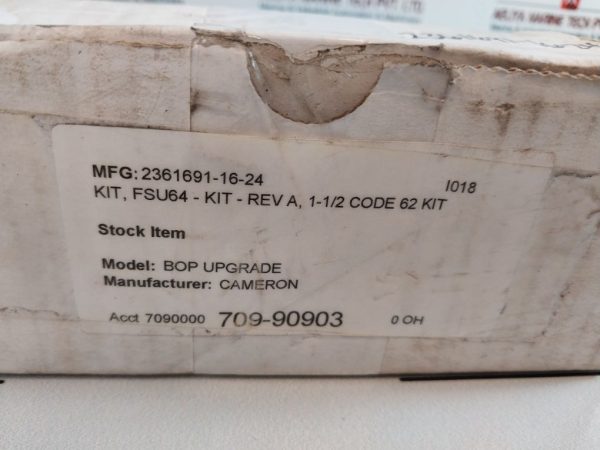 MFG: 2361691-16-24
I018
KIT, FSU64 - KIT - REV A, 1-1/2 CODE 62 KIT
Stock Item
Model: BOP UPGRADE
Manufacturer: CAMERON
Acct 7090000 709-90903 0 OH